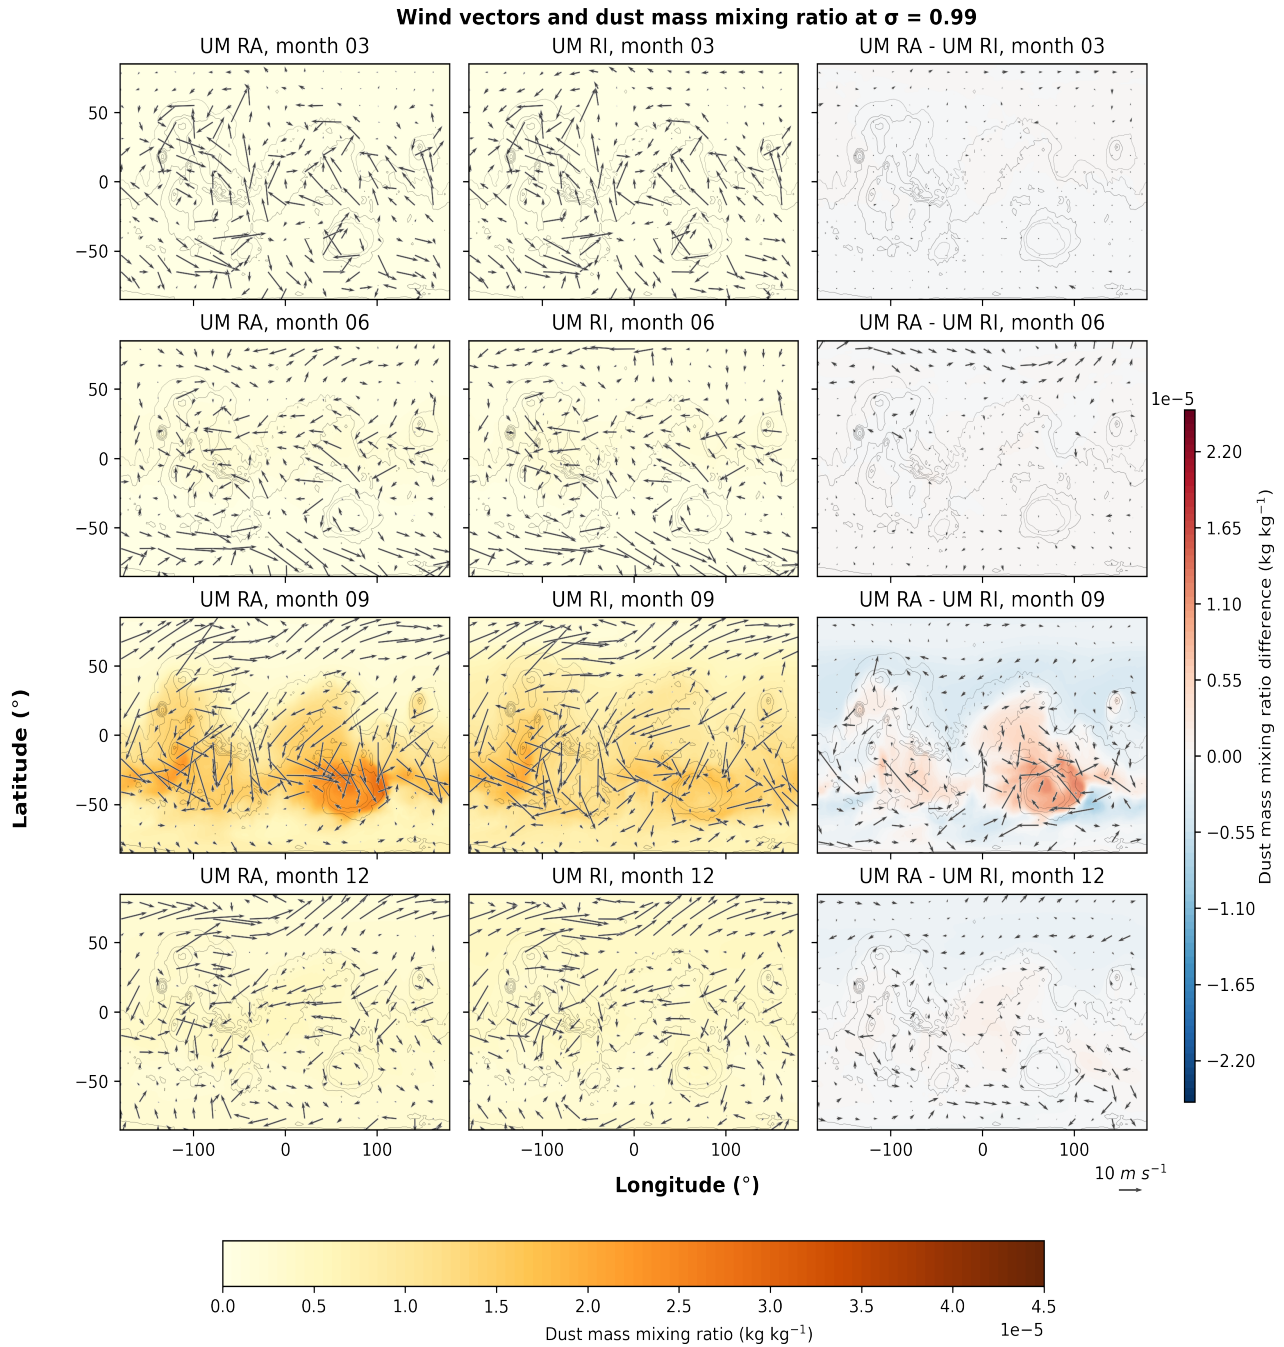 Wind vectors and dust mass mixing ratio at σ = 0.99
UM RA, month 03
UM RI, month 03
UM RA - UM RI, month 03
50
0
−50
UM RA, month 06
UM RI, month 06
UM RA - UM RI, month 06
50
0
−50
UM RA, month 09
UM RI, month 09
UM RA - UM RI, month 09
50
0
−50
UM RA, month 12
UM RI, month 12
UM RA - UM RI, month 12
50
0
−50
−100 0 100
−100 0 100
−100 0 100
Latitude (°)
Longitude (°)
10 m s⁻¹
1e−5
2.20
1.65
1.10
0.55
0.00
−0.55
−1.10
−1.65
−2.20
Dust mass mixing ratio difference (kg kg⁻¹)
0.0 0.5 1.0 1.5 2.0 2.5 3.0 3.5 4.0 4.5
1e−5
Dust mass mixing ratio (kg kg⁻¹)